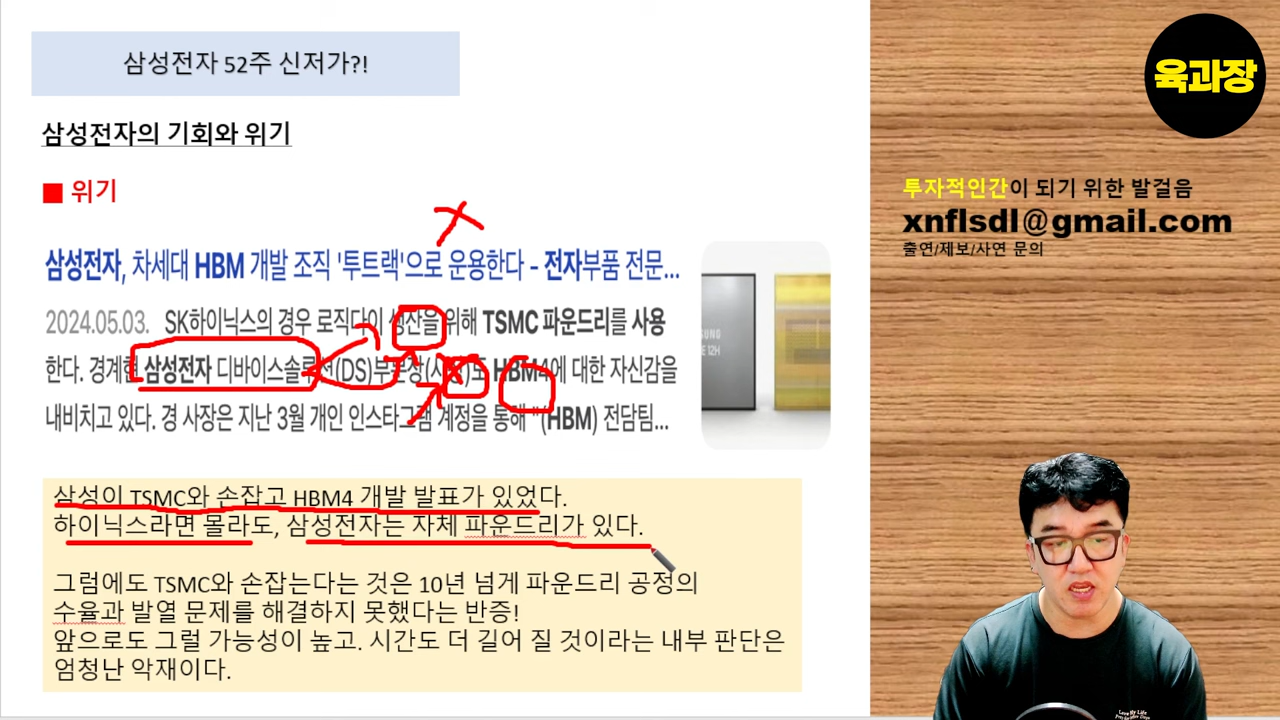 삼성전자 52주 신저가?!
육과장
삼성전자의 기회와 위기
■ 위기
투자적인간이 되기 위한 발걸음
xnflsdl@gmail.com
출연/제보/사연 문의
삼성전자, 차세대 HBM 개발 조직 '투트랙'으로 운용한다 - 전자부품 전문...
2024.05.03. SK하이닉스의 경우 로직다이 생산을 위해 TSMC 파운드리를 사용
한다. 경계현 삼성전자 디바이스솔루션(DS)부문장(사장)도 HBM4에 대한 자신감을
내비치고 있다. 경 사장은 지난 3월 개인 인스타그램 계정을 통해 "(HBM) 전담팀...
12H
삼성이 TSMC와 손잡고 HBM4 개발 발표가 있었다.
하이닉스라면 몰라도, 삼성전자는 자체 파운드리가 있다.
그럼에도 TSMC와 손잡는다는 것은 10년 넘게 파운드리 공정의
수율과 발열 문제를 해결하지 못했다는 반증!
앞으로도 그럴 가능성이 높고. 시간도 더 길어 질 것이라는 내부 판단은
엄청난 악재이다.